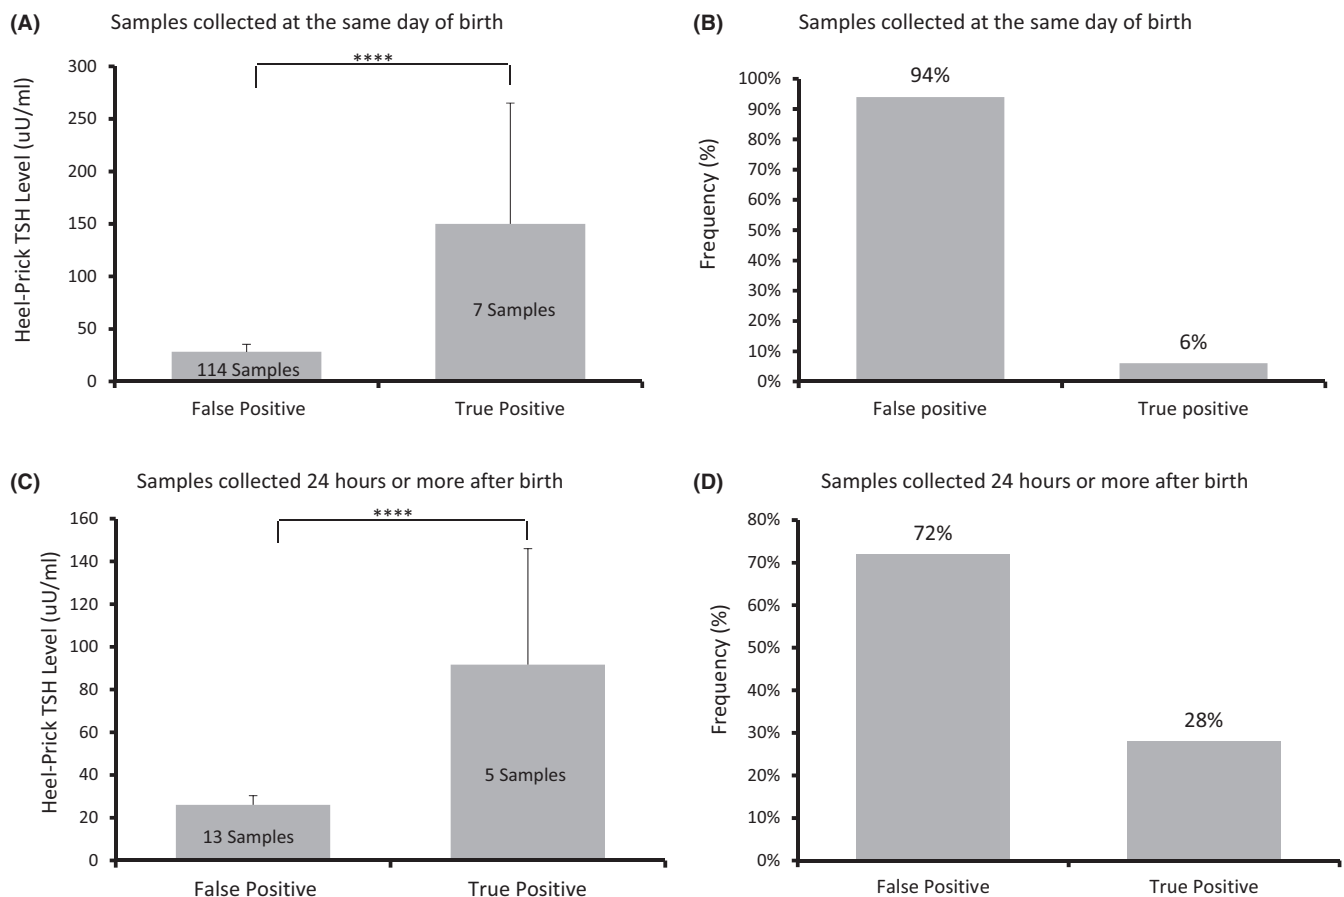 (A) Samples collected at the same day of birth
Heel-Prick TSH Level (uU/ml)
300
250
200
150
100
50
0
****
114 Samples
7 Samples
False Positive True Positive
(B) Samples collected at the same day of birth
Frequency (%)
100%
90%
80%
70%
60%
50%
40%
30%
20%
10%
0%
94%
6%
False positive True positive
(C) Samples collected 24 hours or more after birth
Heel-Prick TSH Level (uU/ml)
160
140
120
100
80
60
40
20
0
****
13 Samples
5 Samples
False Positive True Positive
(D) Samples collected 24 hours or more after birth
Frequency (%)
80%
70%
60%
50%
40%
30%
20%
10%
0%
72%
28%
False Positive True Positive